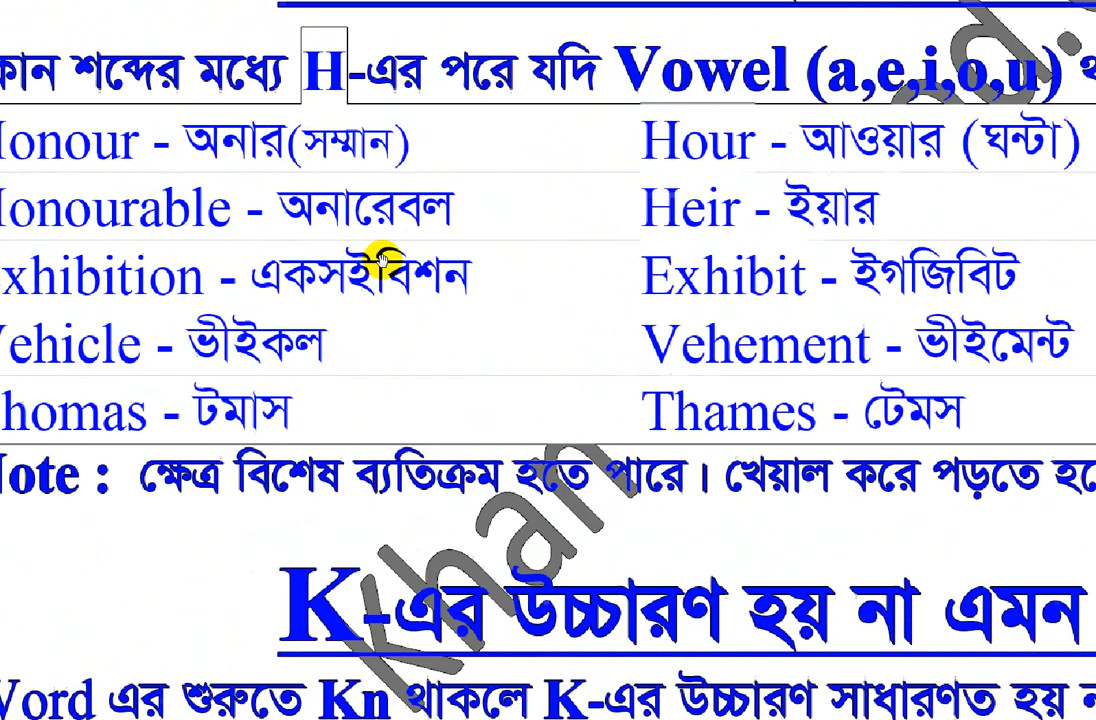 কোন শব্দের মধ্যে H-এর পরে যদি Vowel (a,e,i,o,u)
Honour - অনার(সম্মান) Hour - আওয়ার (ঘন্টা)
Honourable - অনারেবল Heir - ইয়ার
Exhibition - একসইবিশন Exhibit - ইগজিবিট
Vehicle - ভীইকল Vehement - ভীইমেন্ট
Thomas - টমাস Thames - টেমস
Note : ক্ষেত্র বিশেষ ব্যতিক্রম হতে পারে। খেয়াল করে পড়তে
K-এর উচ্চারণ হয় না এমন
Word এর শুরুতে Kn থাকলে K-এর উচ্চারণ সাধারণত হয়
Khan